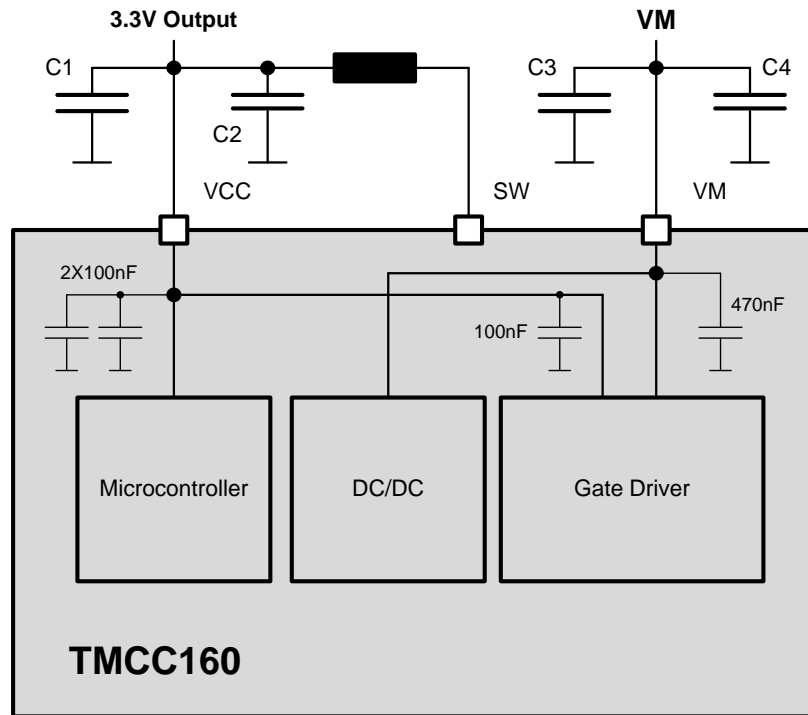 3.3V Output
VM
C1
C2
C3
C4
VCC
SW
VM
2X100nF
100nF
470nF
Microcontroller
DC/DC
Gate Driver
TMCC160